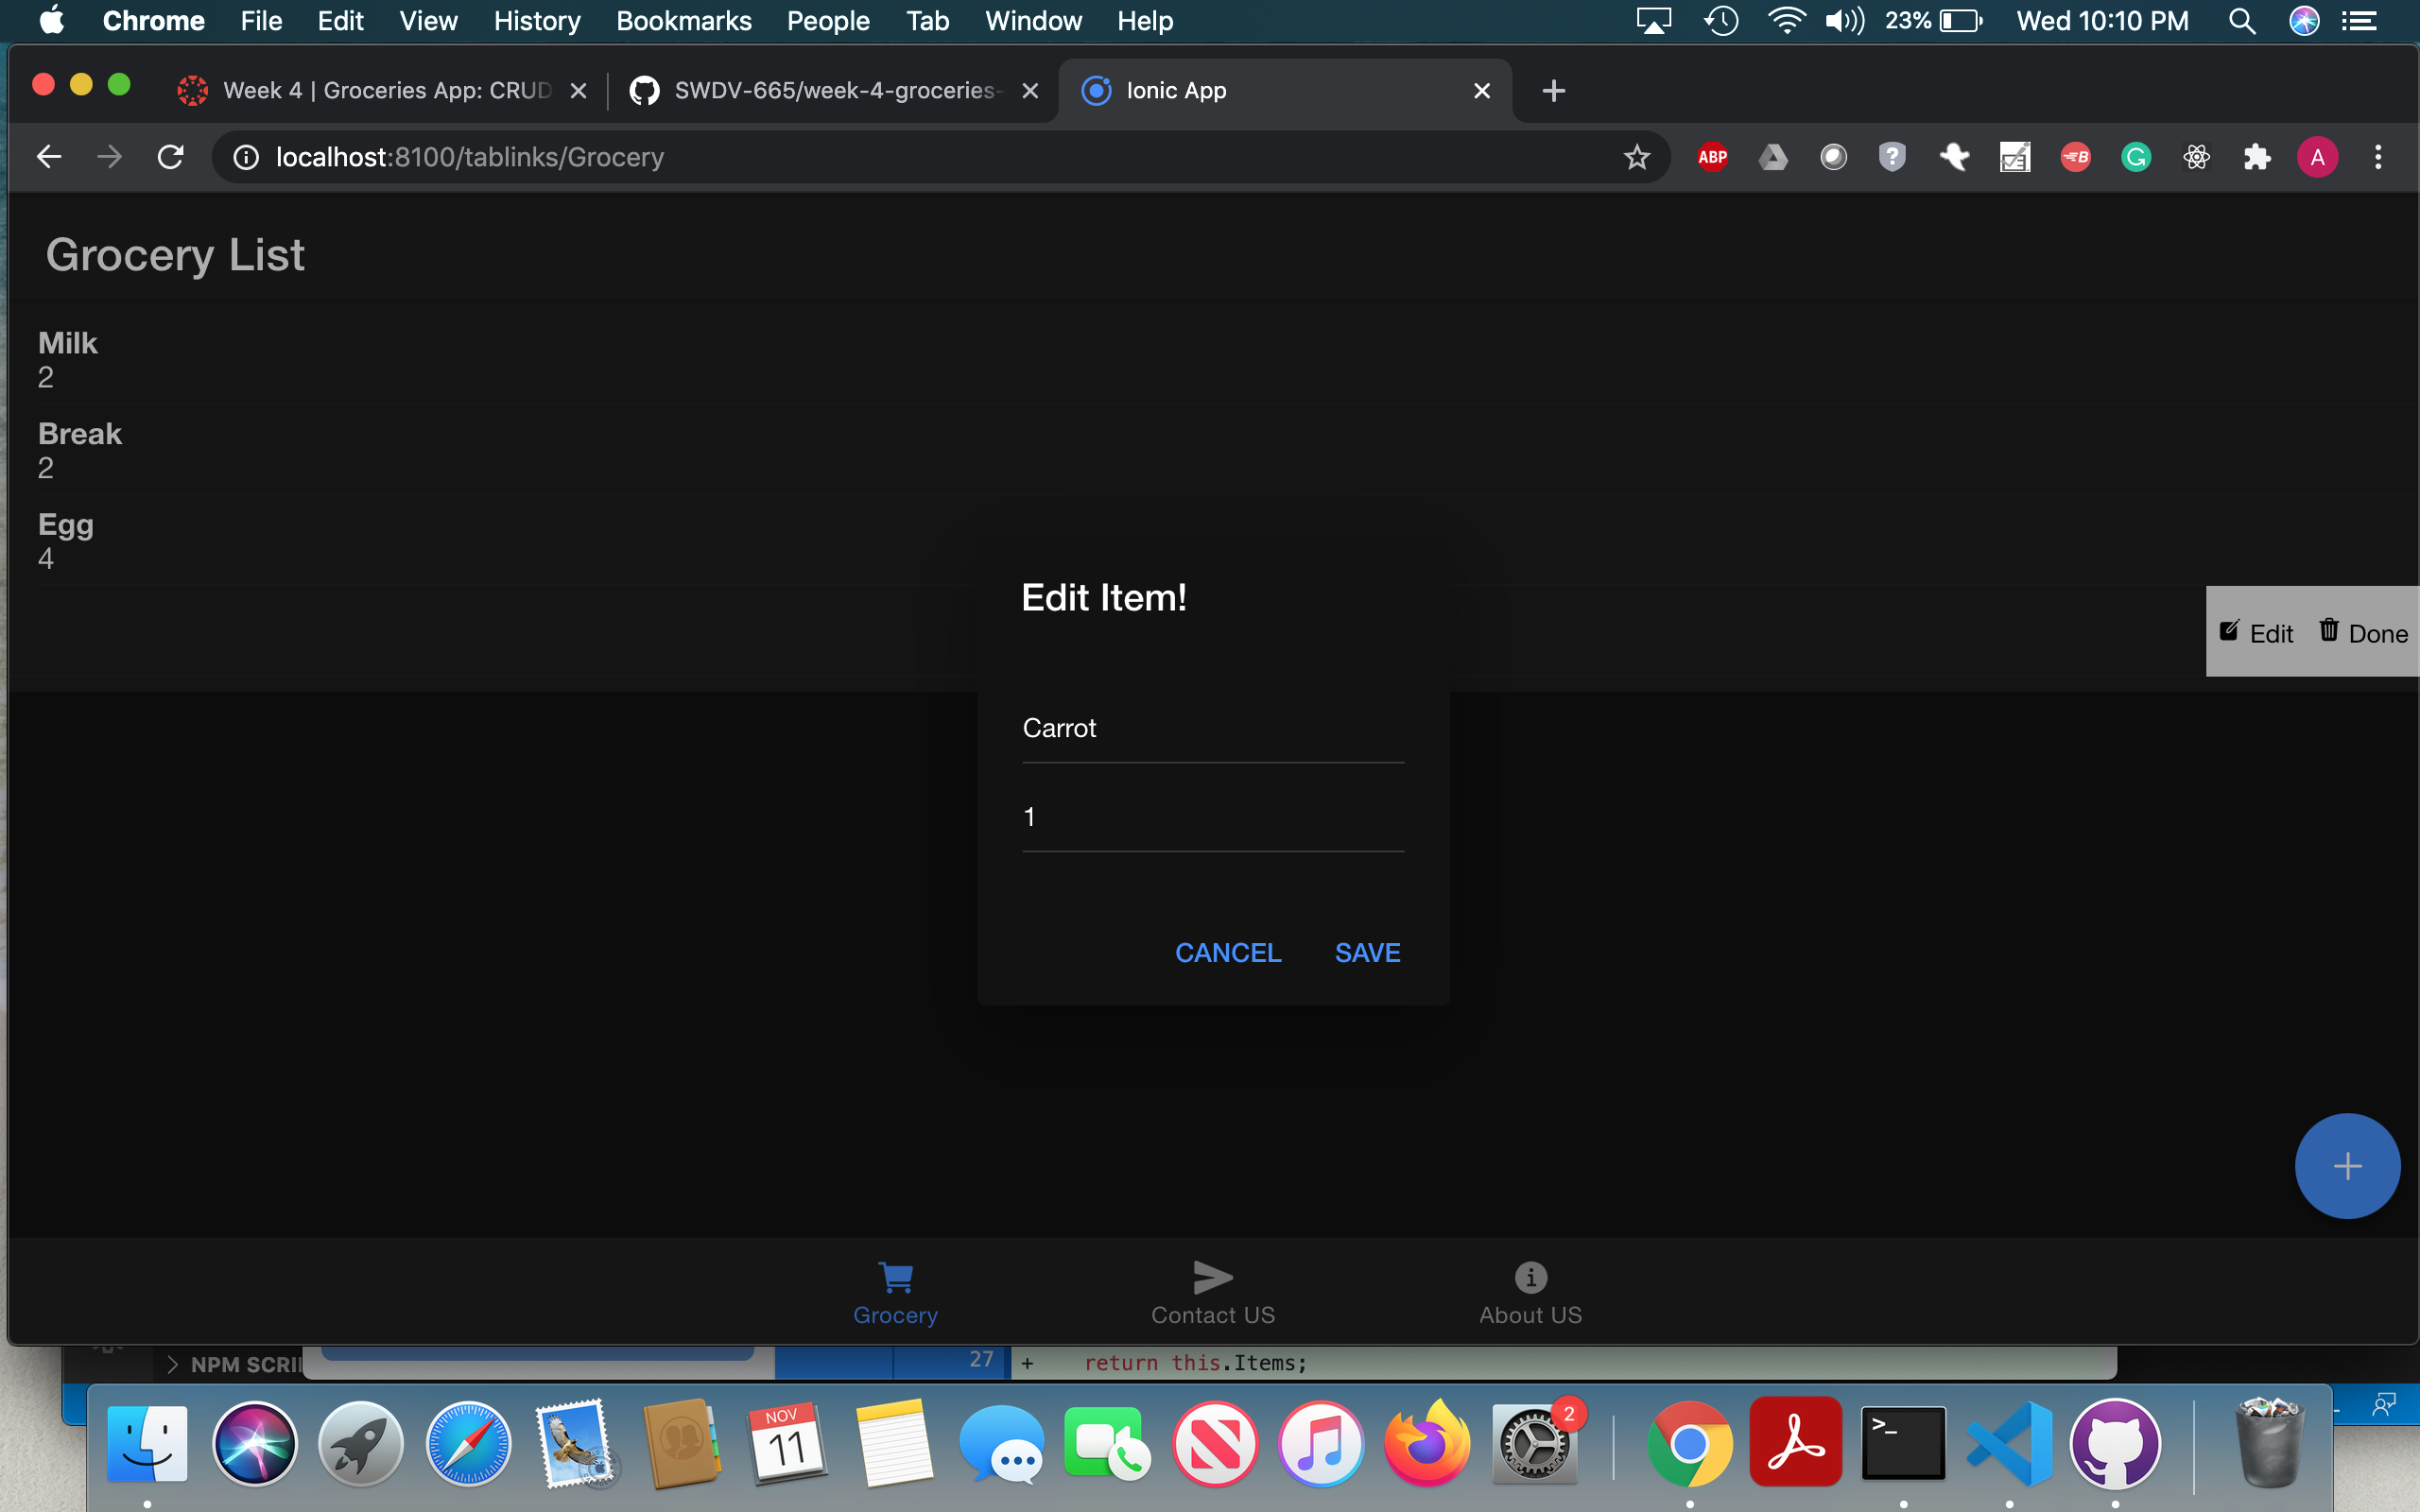 Chrome File Edit View History Bookmarks People Tab Window Help 23% Wed 10:10 PM
Week 4 | Groceries App: CRUD SWDV-665/week-4-groceries- Ionic App
localhost:8100/tablinks/Grocery ABP A
Grocery List
Milk
2
Break
2
Egg
4
Edit Done
Edit Item!
Carrot
1
CANCEL SAVE
Grocery Contact US About US
NPM SCRI 27 + return this.Items;
NOV
11
2